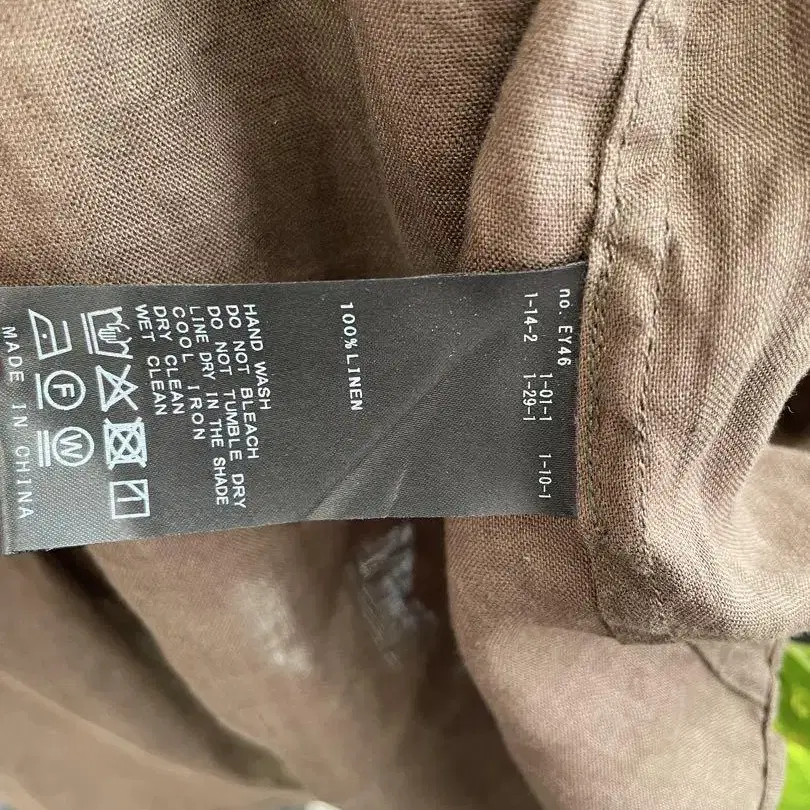 no. EY46
1-01-1 1-10-1
1-14-2 1-29-1
100%LINEN
HAND WASH
DO NOT BLEACH
DO NOT TUMBLE DRY
LINE DRY IN THE SHADE
COOL IRON
DRY CLEAN
WET CLEAN
F W
MADE IN CHINA